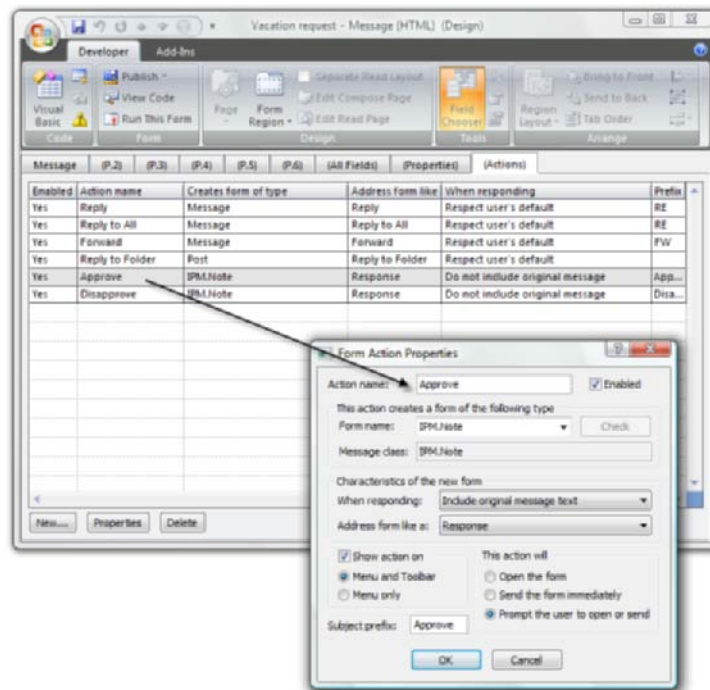 Vacation request - Message (HTML) (Design)
Developer Add-Ins
Visual Basic
Publish
View Code
Run This Form
Page
Form Region
Separate Read Layout
Edit Compose Page
Edit Read Page
Field Chooser
Region Layout
Bring to Front
Send to Back
Tab Order
Code Form Design Tools Arrange
Message (P.2) (P.3) (P.4) (P.5) (P.6) (All Fields) (Properties) (Actions)
Enabled Action name Creates form of type Address form like When responding Prefix
Yes Reply Message Reply Respect user's default RE
Yes Reply to All Message Reply to All Respect user's default RE
Yes Forward Message Forward Respect user's default FW
Yes Reply to Folder Post Reply to Folder Respect user's default
Yes Approve IPM.Note Response Do not include original message App...
Yes Disapprove IPM.Note Response Do not include original message Disa...
New... Properties Delete
Form Action Properties
Action name: Approve Enabled
This action creates a form of the following type
Form name: IPM.Note Check
Message class: IPM.Note
Characteristics of the new form
When responding: Include original message text
Address form like a: Response
Show action on This action will
Menu and Toolbar Open the form
Menu only Send the form immediately
Prompt the user to open or send
Subject prefix: Approve
OK Cancel